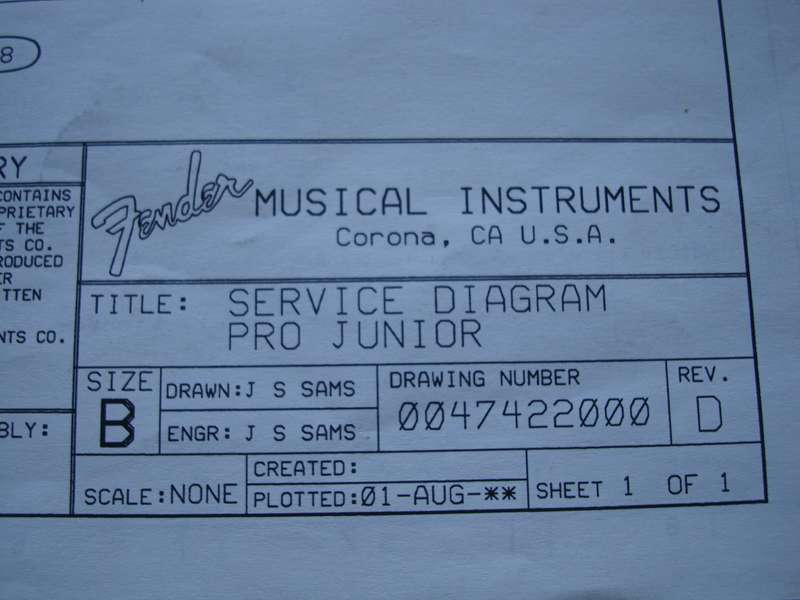 8
RY
CONTAINS
PRIETARY
F THE
TS CO.
RODUCED
ER
TTEN
NTS CO.
BLY:
Fender MUSICAL INSTRUMENTS
Corona, CA U.S.A.
TITLE: SERVICE DIAGRAM
PRO JUNIOR
SIZE
B
DRAWN: J S SAMS
ENGR: J S SAMS
DRAWING NUMBER
0047422000
REV.
D
SCALE: NONE
CREATED:
PLOTTED: 01-AUG-**
SHEET 1 OF 1